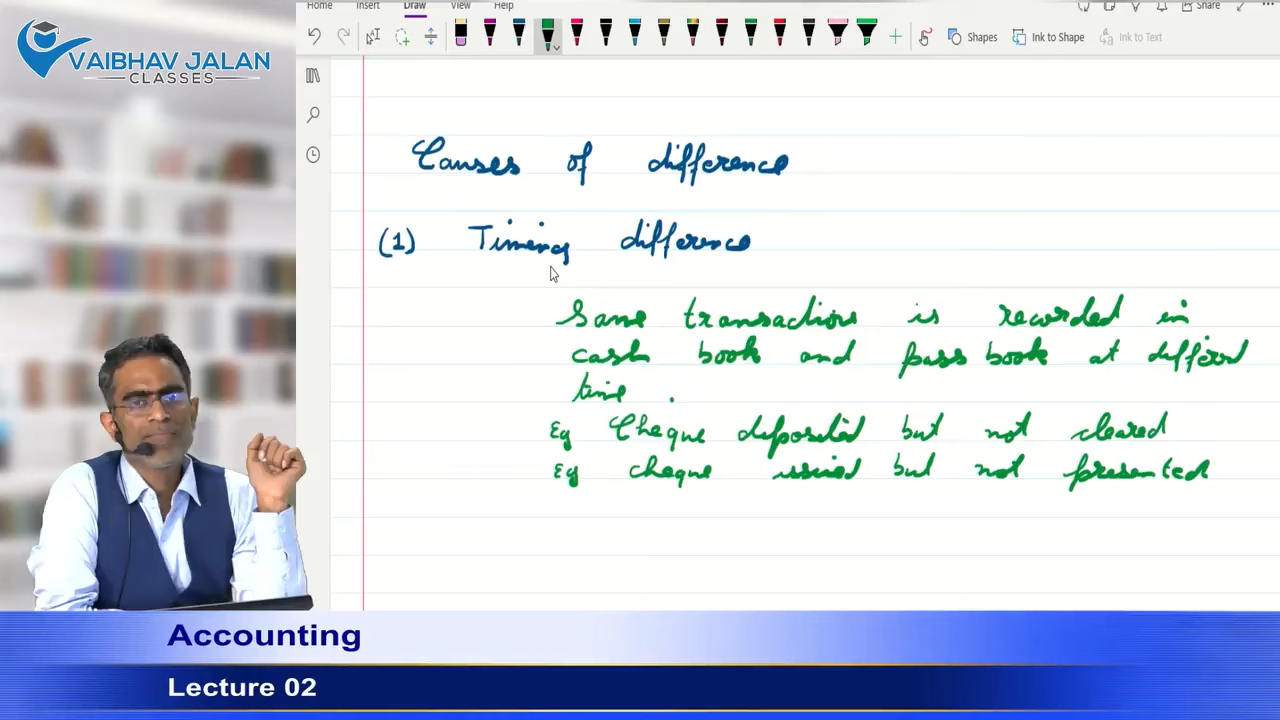 VAIBHAV JALAN
CLASSES
Home Insert Draw View Help
Share
Shapes Ink to Shape Ink to Text
Causes of difference
(1) Timing difference
Same transactions is recorded in
cash book and pass book at different
time.
Eg Cheque deposited but not cleared
Eg cheque issued but not presented
Accounting
Lecture 02